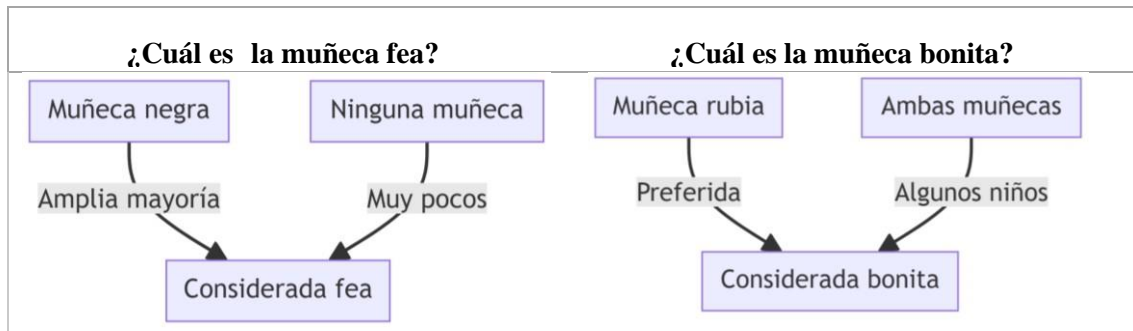 ¿Cuál es la muñeca fea?
Muñeca negra
Ninguna muñeca
Amplia mayoría
Muy pocos
Considerada fea
¿Cuál es la muñeca bonita?
Muñeca rubia
Ambas muñecas
Preferida
Algunos niños
Considerada bonita